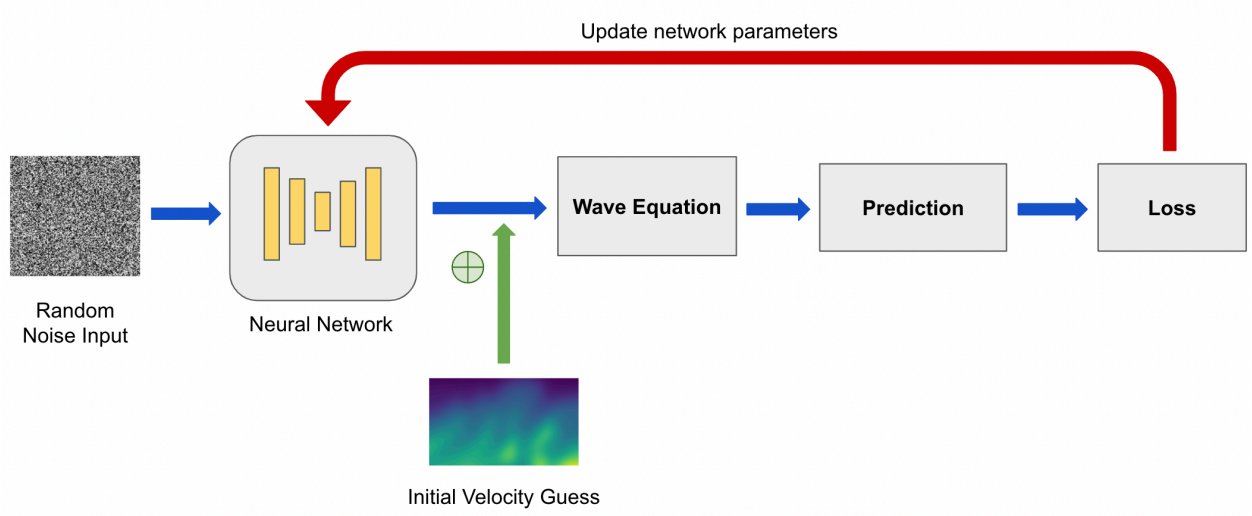 Update network parameters
Wave Equation
Prediction
Loss
Random
Noise Input
Neural Network
Initial Velocity Guess